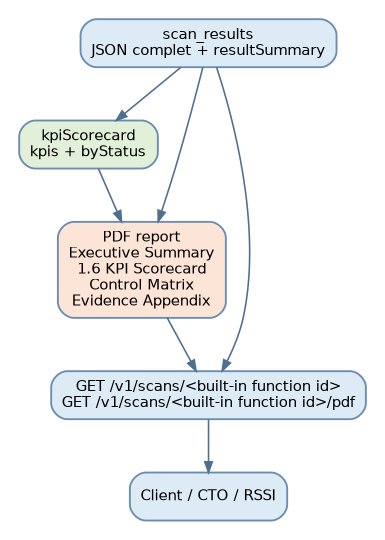 scan_results
JSON complet + resultSummary
kpiScorecard
kpis + byStatus
PDF report
Executive Summary
1.6 KPI Scorecard
Control Matrix
Evidence Appendix
GET /v1/scans/<built-in function id>
GET /v1/scans/<built-in function id>/pdf
Client / CTO / RSSI